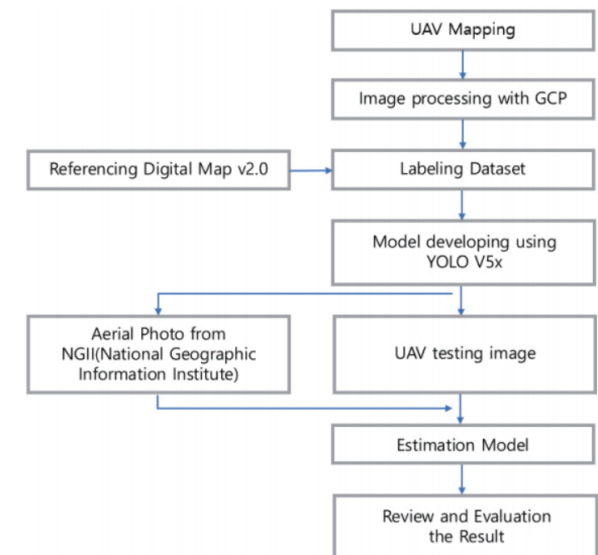 UAV Mapping
Image processing with GCP
Referencing Digital Map v2.0
Labeling Dataset
Model developing using
YOLO V5x
Aerial Photo from
NGII(National Geographic
Information Institute)
UAV testing image
Estimation Model
Review and Evaluation
the Result